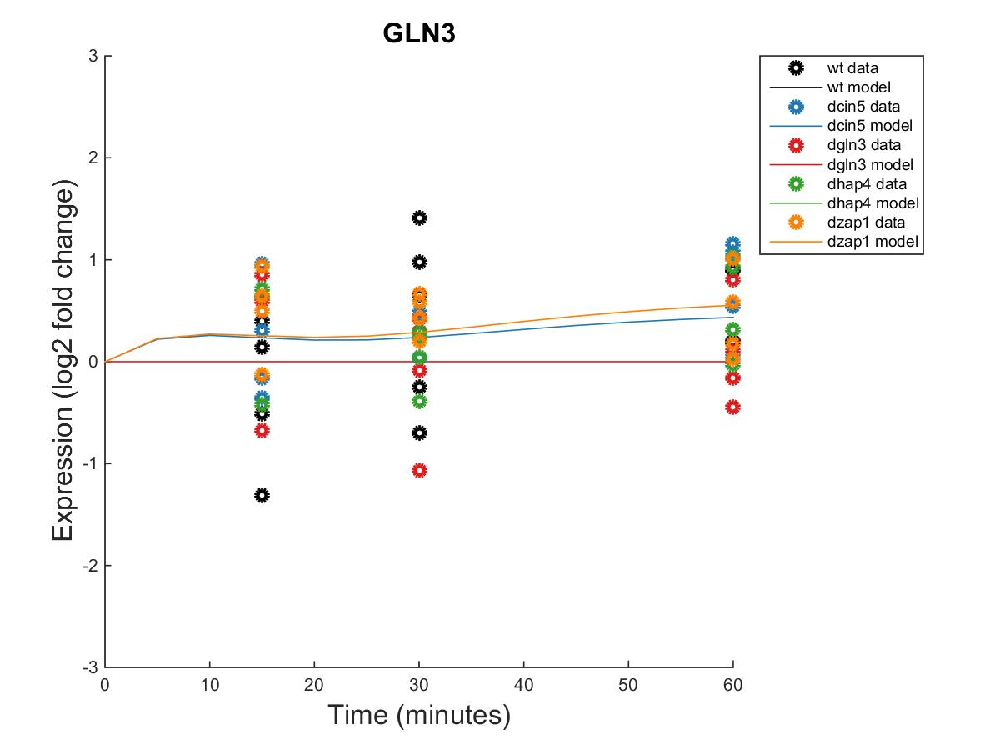 GLN3
3
2
1
0
-1
-2
-3
0 10 20 30 40 50 60
Time (minutes)
Expression (log2 fold change)
wt data
wt model
dcin5 data
dcin5 model
dgln3 data
dgln3 model
dhap4 data
dhap4 model
dzap1 data
dzap1 model